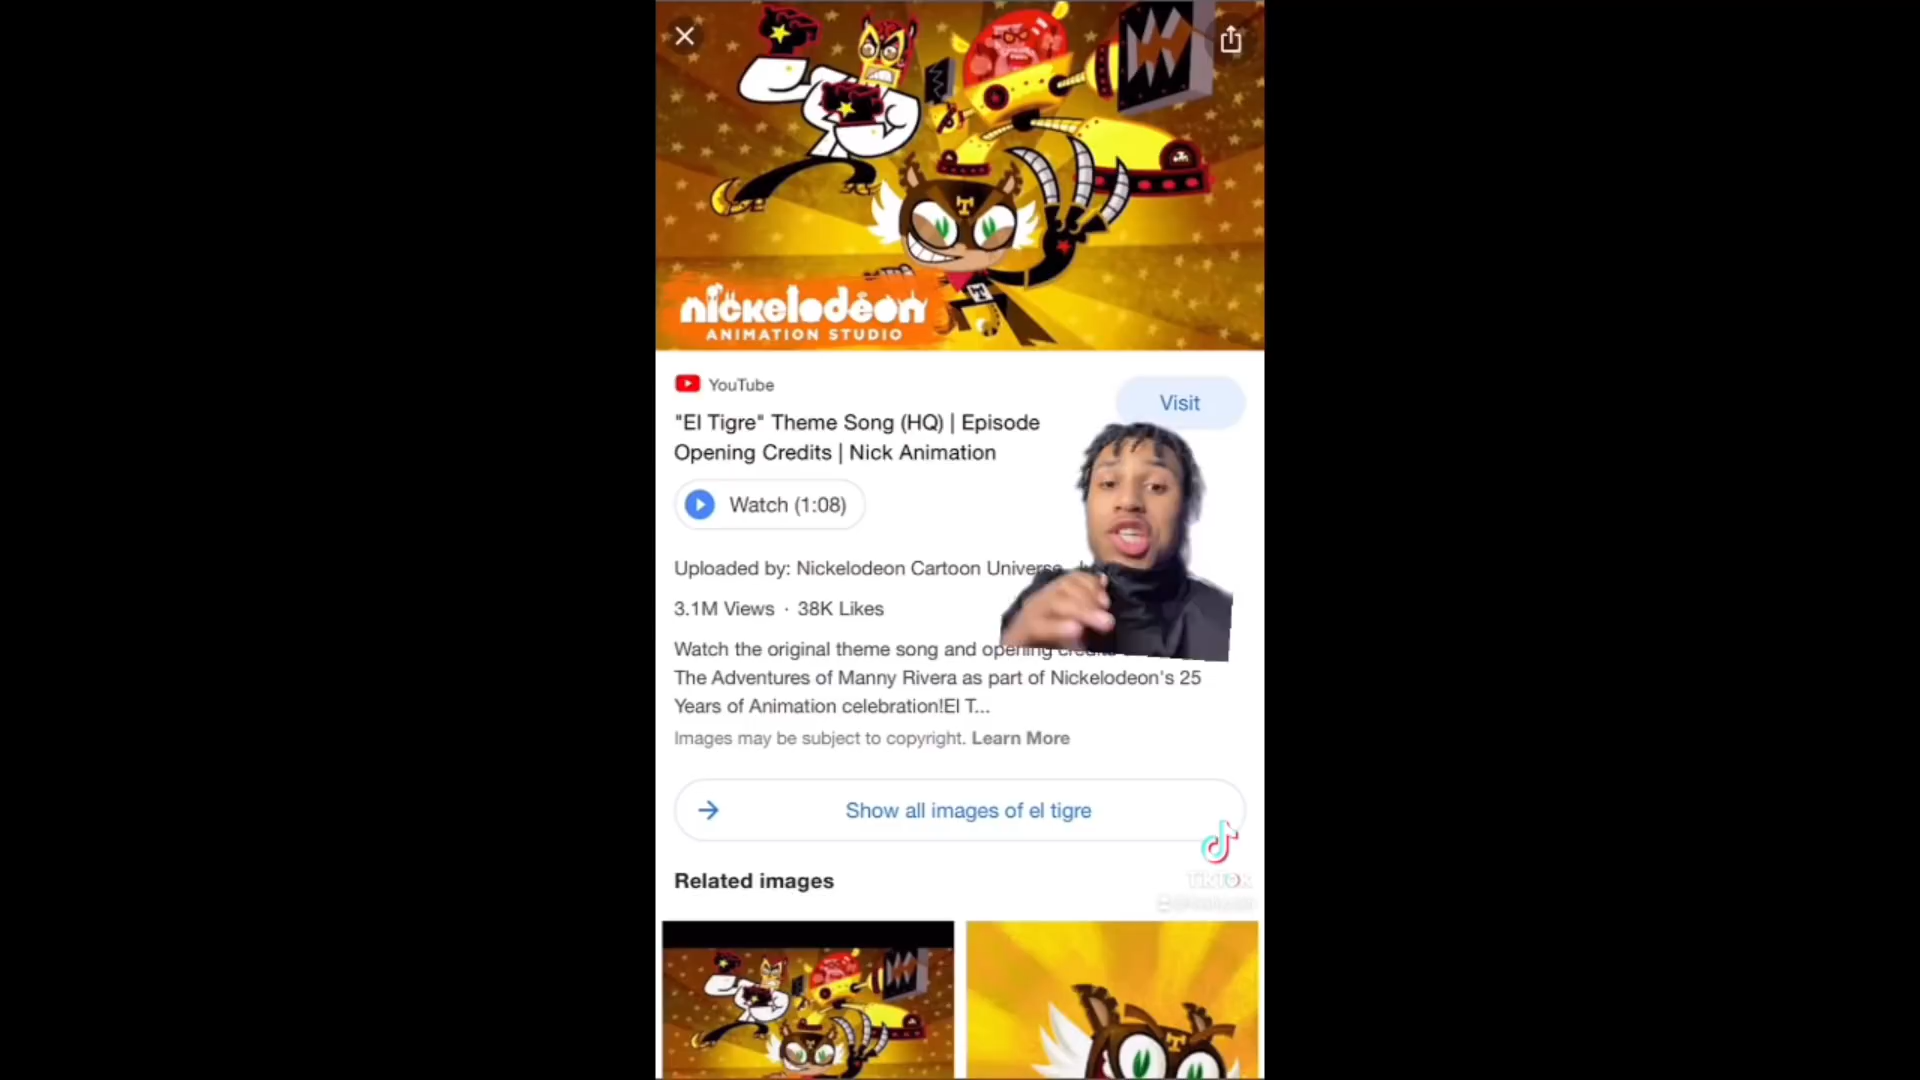 nickelodeon
ANIMATION STUDIO
YouTube
Visit
"El Tigre" Theme Song (HQ) | Episode
Opening Credits | Nick Animation
Watch (1:08)
Uploaded by: Nickelodeon Cartoon Universe
3.1M Views · 38K Likes
Watch the original theme song and opening
The Adventures of Manny Rivera as part of Nickelodeon's 25
Years of Animation celebration!El T...
Images may be subject to copyright. Learn More
Show all images of el tigre
TikTok
Related images